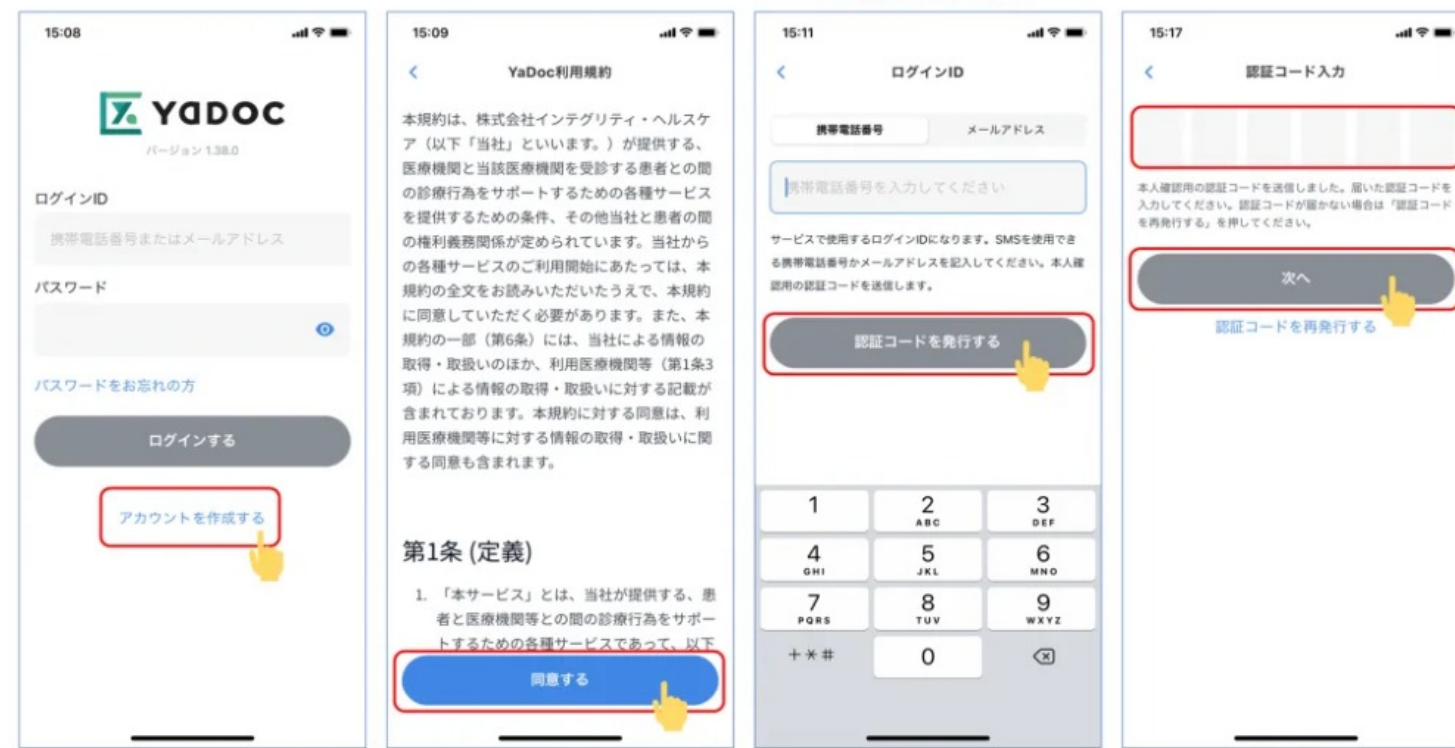 15:08
YaDOC
バージョン 1.38.0
ログインID
携帯電話番号またはメールアドレス
パスワード
パスワードをお忘れの方
ログインする
アカウントを作成する
15:09
YaDoc利用規約
本規約は、株式会社インテグリティ・ヘルスケ
ア（以下「当社」といいます。）が提供する、
医療機関と当該医療機関を受診する患者との間
の診療行為をサポートするための各種サービス
を提供するための条件、その他当社と患者の間
の権利義務関係が定められています。当社から
の各種サービスのご利用開始にあたっては、本
規約の全文をお読みいただいたうえで、本規約
に同意していただく必要があります。また、本
規約の一部（第6条）には、当社による情報の
取得・取扱いのほか、利用医療機関等（第1条3
項）による情報の取得・取扱いに対する記載が
含まれております。本規約に対する同意は、利
用医療機関等に対する情報の取得・取扱いに関
する同意も含まれます。
第1条 (定義)
1. 「本サービス」とは、当社が提供する、患
者と医療機関等との間の診療行為をサポー
トするための各種サービスであって、以下
同意する
15:11
ログインID
携帯電話番号 メールアドレス
携帯電話番号を入力してください
サービスで使用するログインIDになります。SMSを使用でき
る携帯電話番号かメールアドレスを記入してください。本人確
認用の認証コードを送信します。
認証コードを発行する
1 2 3
ABC DEF
4 5 6
GHI JKL MNO
7 8 9
PQRS TUV WXYZ
+*# 0
15:17
認証コード入力
本人確認用の認証コードを送信しました。届いた認証コードを
入力してください。認証コードが届かない場合は「認証コード
を再発行する」を押してください。
次へ
認証コードを再発行する